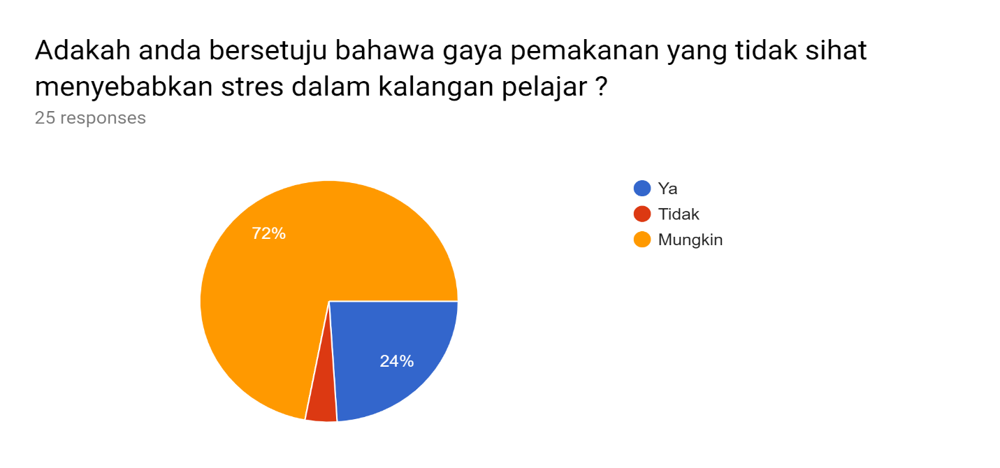 Adakah anda bersetuju bahawa gaya pemakanan yang tidak sihat
menyebabkan stres dalam kalangan pelajar ?
25 responses
Ya
Tidak
Mungkin
72%
24%